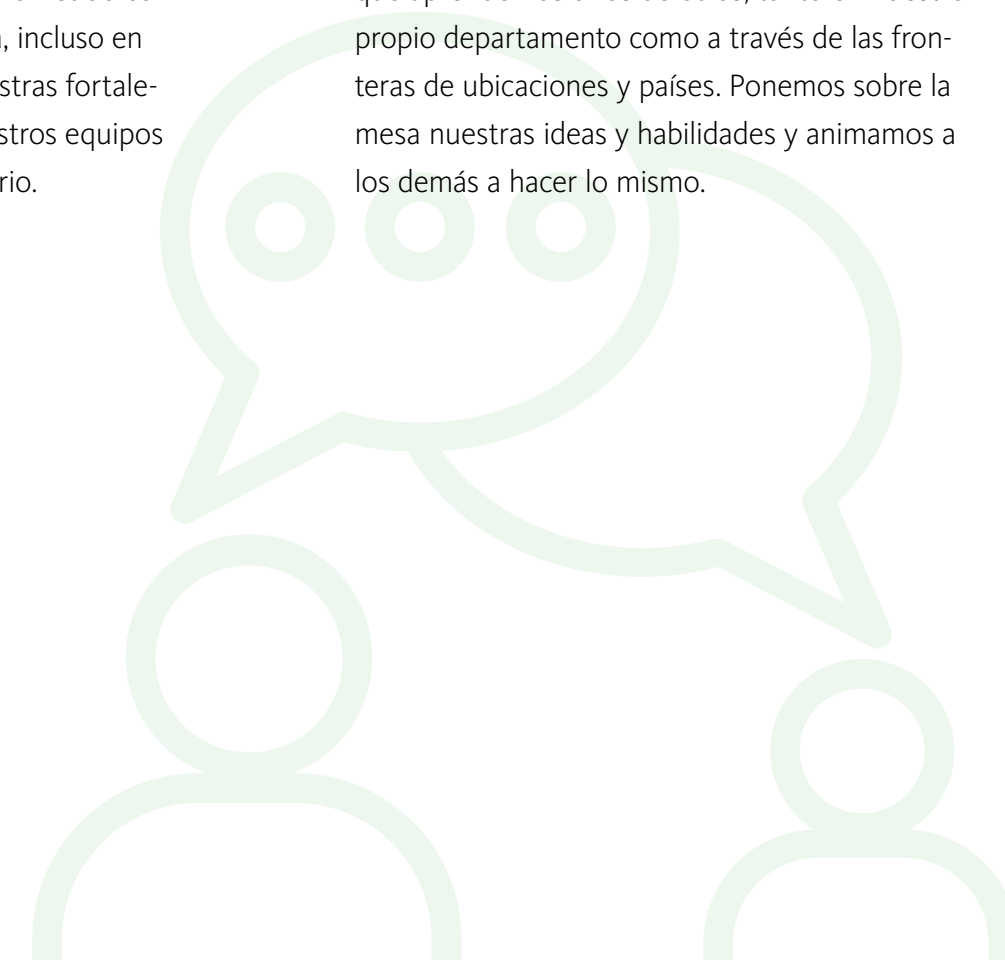 , incluso en
stras fortale-
stros equipos
rio.
propio departamento como a través de las fron-
teras de ubicaciones y países. Ponemos sobre la
mesa nuestras ideas y habilidades y animamos a
los demás a hacer lo mismo.